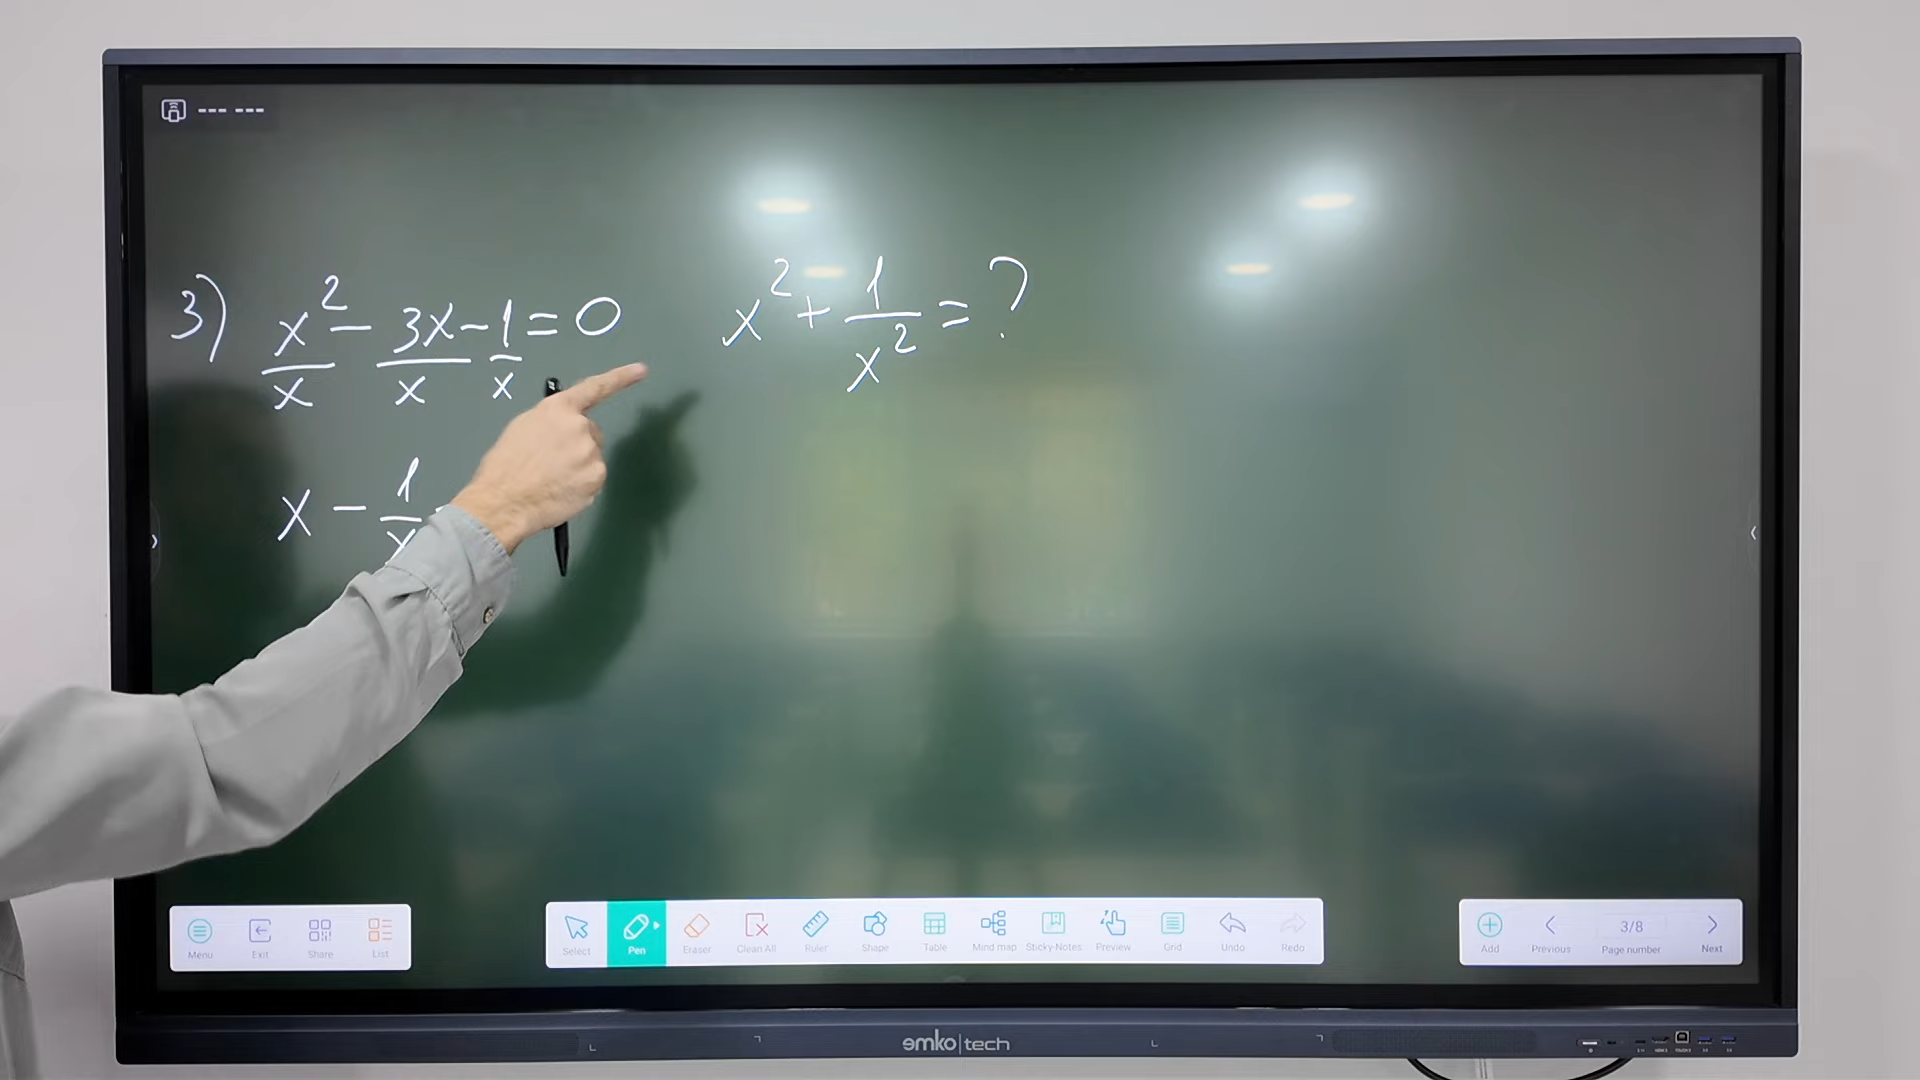 --- ---
3) x² - 3x - 1 = 0
x x x
x² + 1/x² = ?
x - 1/x
Menu Exit Share List
Select Pen Eraser Clean All Ruler Shape Table Mind map Sticky-Notes Preview Grid Undo Redo
Add Previous 3/8 Page number Next
emko|tech